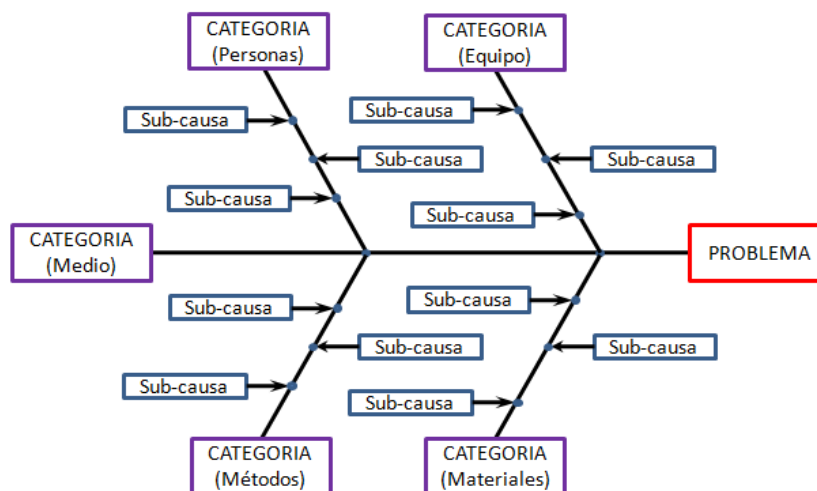 CATEGORIA
(Personas)
CATEGORIA
(Equipo)
Sub-causa
Sub-causa
Sub-causa
Sub-causa
Sub-causa
Sub-causa
CATEGORIA
(Medio)
PROBLEMA
Sub-causa
Sub-causa
Sub-causa
Sub-causa
Sub-causa
Sub-causa
CATEGORIA
(Métodos)
CATEGORIA
(Materiales)